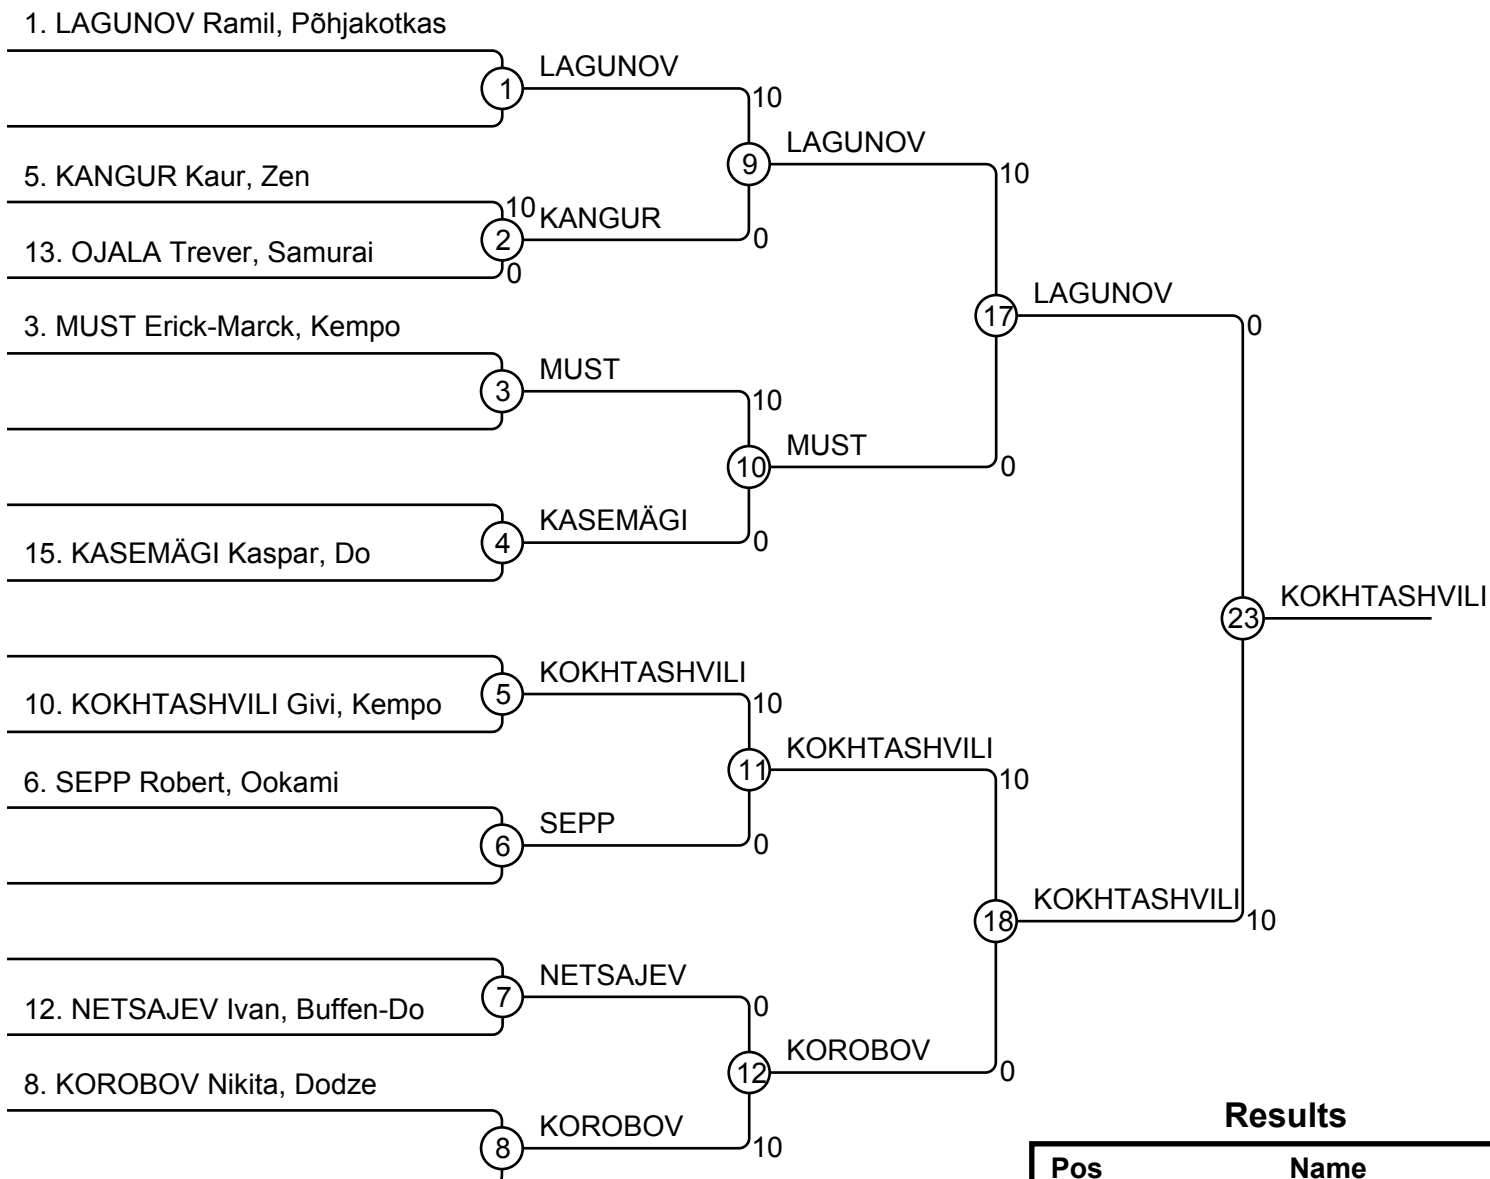 1. LAGUNOV Ramil, Põhjakotkas
1
LAGUNOV
10
5. KANGUR Kaur, Zen
10
13. OJALA Trever, Samurai
0
2
KANGUR
0
9
LAGUNOV
10
3. MUST Erick-Marck, Kempo
3
MUST
10
15. KASEMÄGI Kaspar, Do
4
KASEMÄGI
0
10
MUST
0
17
LAGUNOV
0
10. KOKHTASHVILI Givi, Kempo
5
KOKHTASHVILI
10
6. SEPP Robert, Ookami
6
SEPP
0
11
KOKHTASHVILI
10
12. NETSAJEV Ivan, Buffen-Do
7
NETSAJEV
0
8. KOROBOV Nikita, Dodze
8
KOROBOV
10
12
KOROBOV
0
18
KOKHTASHVILI
10
23
KOKHTASHVILI
Results
Pos Name